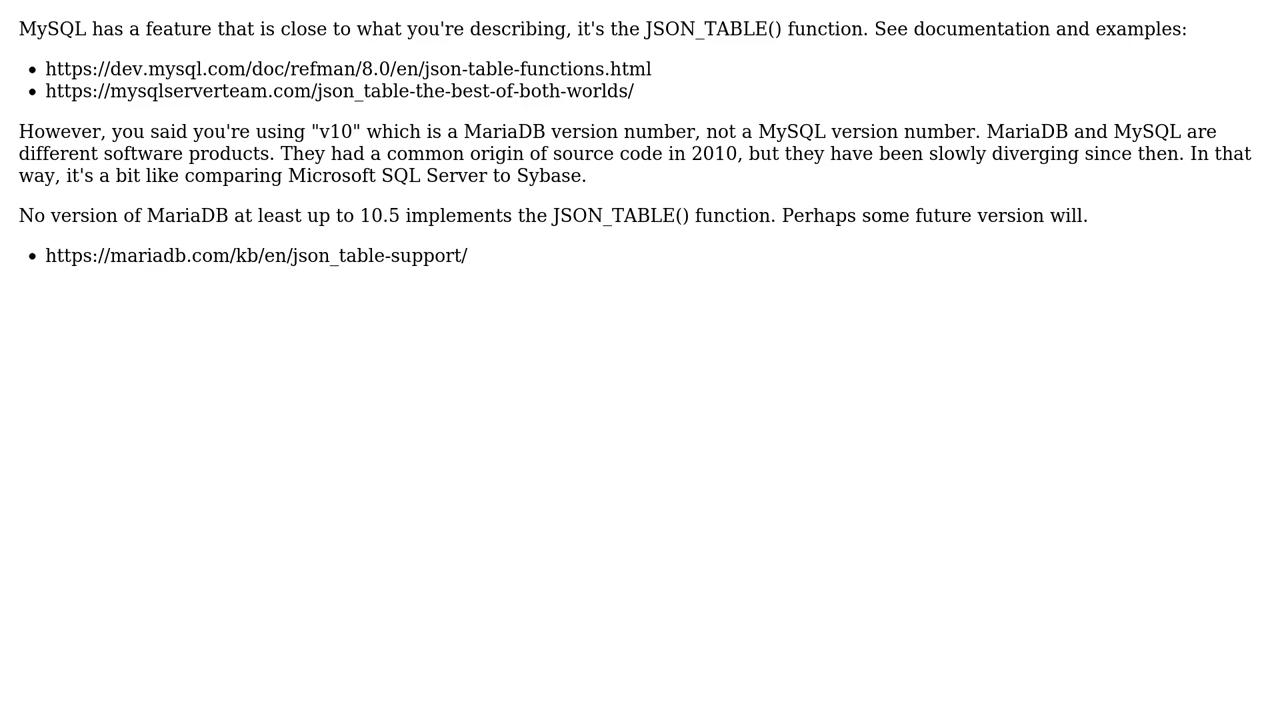 MySQL has a feature that is close to what you're describing, it's the JSON_TABLE() function. See documentation and examples:
• https://dev.mysql.com/doc/refman/8.0/en/json-table-functions.html
• https://mysqlserverteam.com/json_table-the-best-of-both-worlds/
However, you said you're using "v10" which is a MariaDB version number, not a MySQL version number. MariaDB and MySQL are
different software products. They had a common origin of source code in 2010, but they have been slowly diverging since then. In that
way, it's a bit like comparing Microsoft SQL Server to Sybase.
No version of MariaDB at least up to 10.5 implements the JSON_TABLE() function. Perhaps some future version will.
• https://mariadb.com/kb/en/json_table-support/